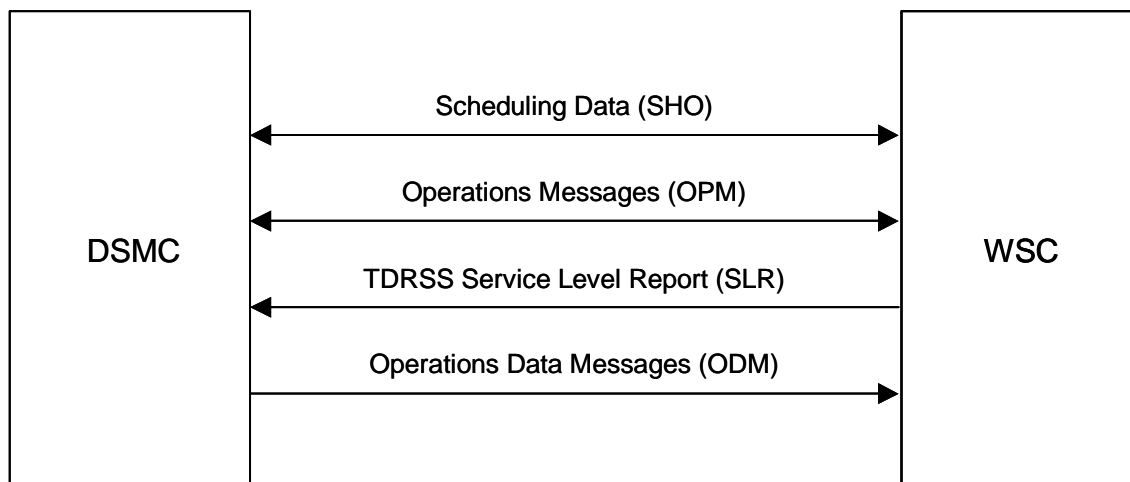 Scheduling Data (SHO)
Operations Messages (OPM)
DSMC
WSC
TDRSS Service Level Report (SLR)
Operations Data Messages (ODM)